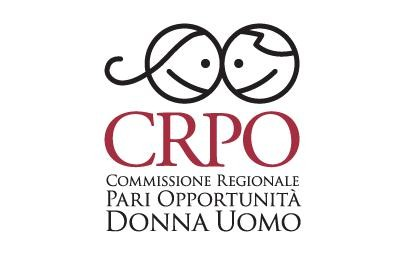 CRPO
COMMISSIONE REGIONALE
PARI OPPORTUNITÀ
DONNA UOMO